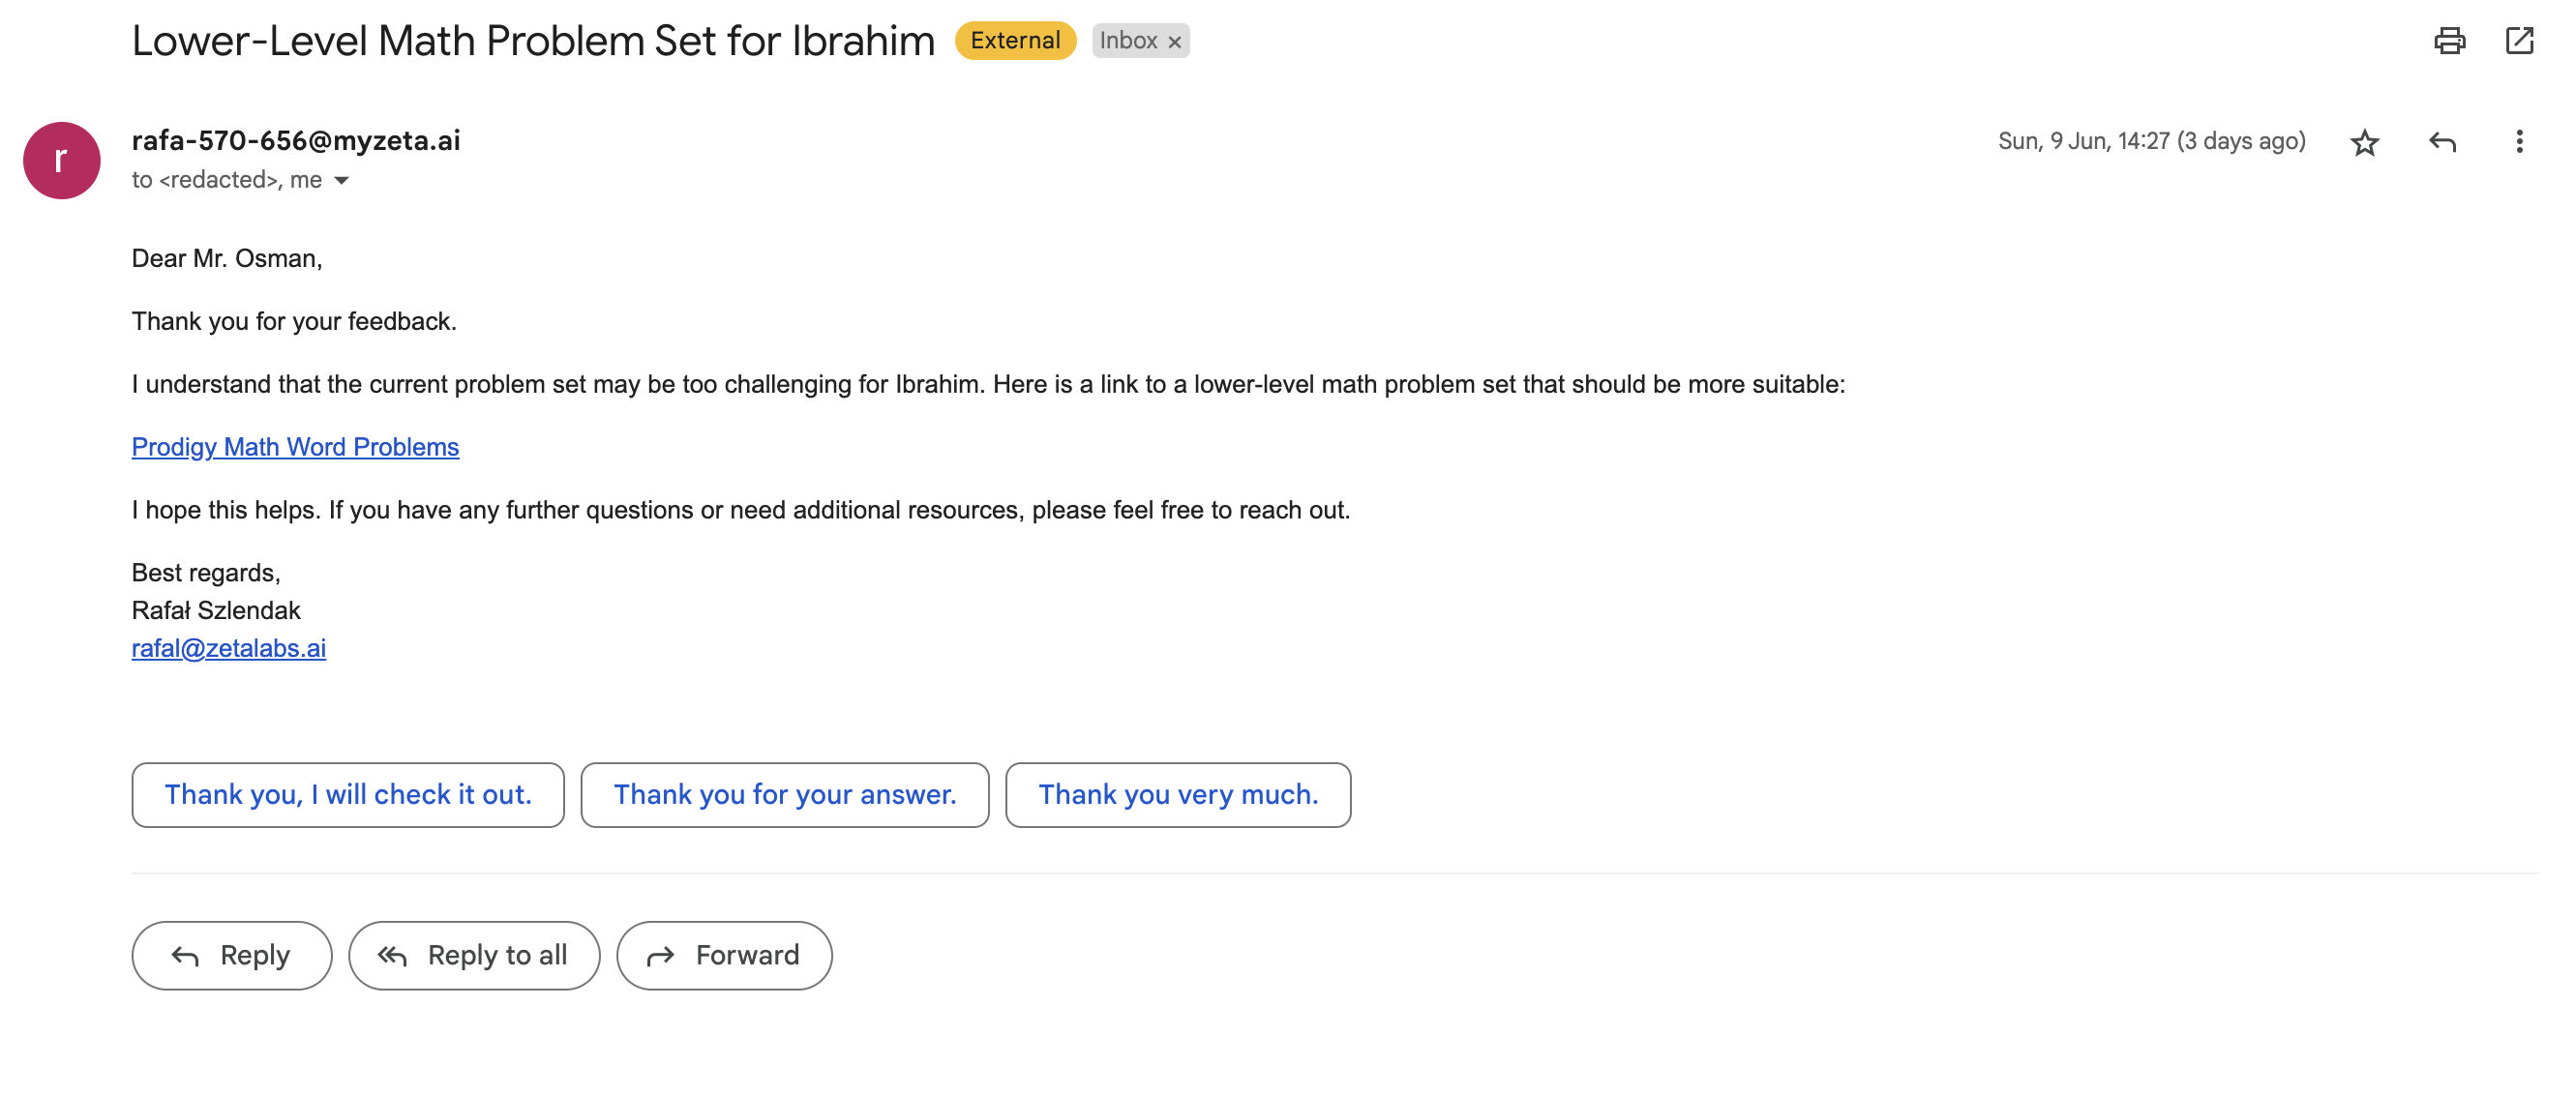 Lower-Level Math Problem Set for Ibrahim External Inbox ×
r
rafa-570-656@myzeta.ai Sun, 9 Jun, 14:27 (3 days ago)
to <redacted>, me
Dear Mr. Osman,
Thank you for your feedback.
I understand that the current problem set may be too challenging for Ibrahim. Here is a link to a lower-level math problem set that should be more suitable:
Prodigy Math Word Problems
I hope this helps. If you have any further questions or need additional resources, please feel free to reach out.
Best regards,
Rafał Szlendak
rafal@zetalabs.ai
Thank you, I will check it out. Thank you for your answer. Thank you very much.
Reply Reply to all Forward